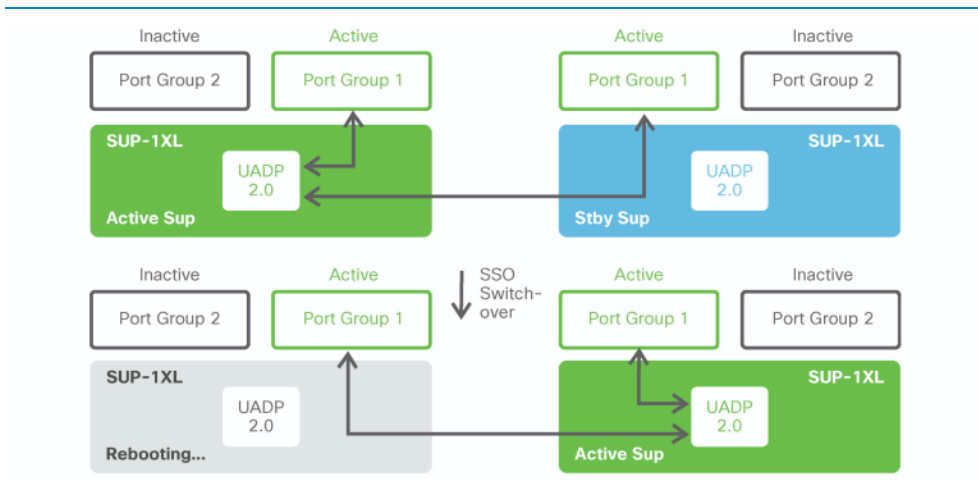 Inactive
Active
Active
Inactive
Port Group 2
Port Group 1
Port Group 1
Port Group 2
SUP-1XL
UADP
2.0
Active Sup
SUP-1XL
UADP
2.0
Stby Sup
Inactive
Active
SSO
Switch-
over
Active
Inactive
Port Group 2
Port Group 1
Port Group 1
Port Group 2
SUP-1XL
UADP
2.0
Rebooting...
SUP-1XL
UADP
2.0
Active Sup